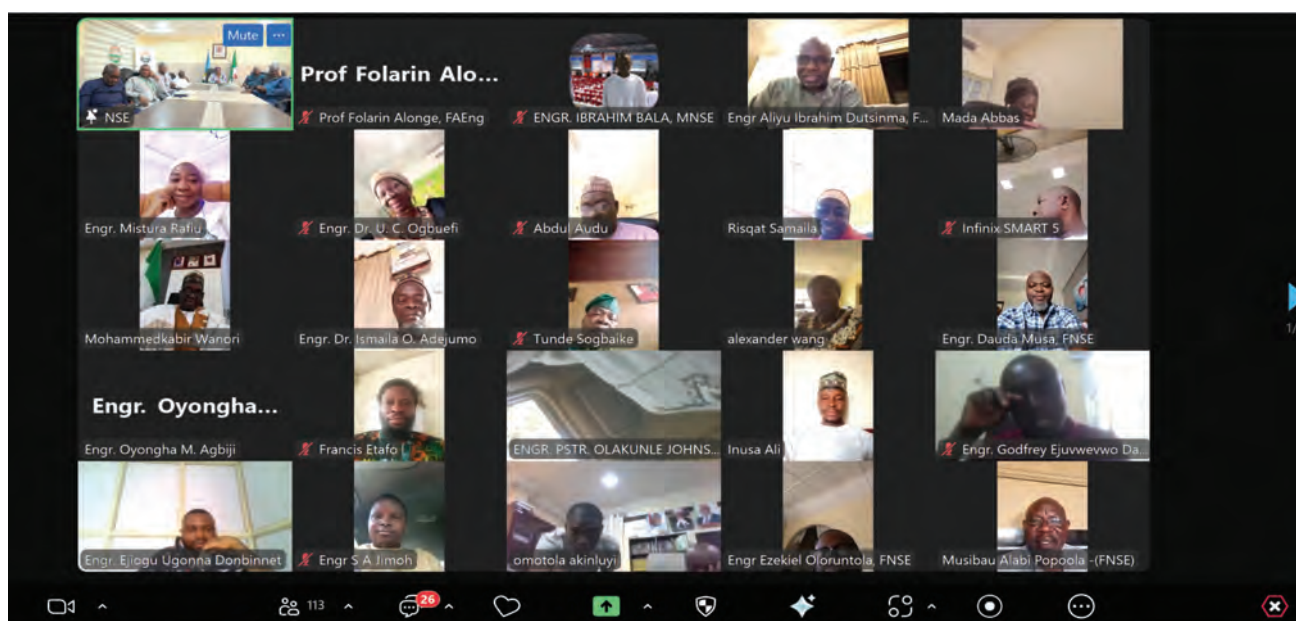 Mute
NSE
Prof Folarin Alo...
Prof Folarin Alonge, FAEng
ENGR. IBRAHIM BALA, MNSE
Engr Aliyu Ibrahim Dutsinma, F...
Mada Abbas
Engr. Mistura Rafiu
Engr. Dr. U. C. Ogbuefi
Abdul Audu
Risqat Samaila
Infinix SMART 5
Mohammedkabir Wanori
Engr. Dr. Ismaila O. Adejumo
Tunde Sogbaike
alexander wang
Engr. Dauda Musa, FNSE
Engr. Oyongha...
Engr. Oyongha M. Agbiji
Francis Etafo
ENGR. PSTR. OLAKUNLE JOHNS...
Inusa Ali
Engr. Godfrey Ejuvwevwo Da...
Engr. Ejiogu Ugonna Donbinnet
Engr S A Jimoh
omotola akinluyi
Engr Ezekiel Oloruntola, FNSE
Musibau Alabi Popoola -(FNSE)
1/
113
26